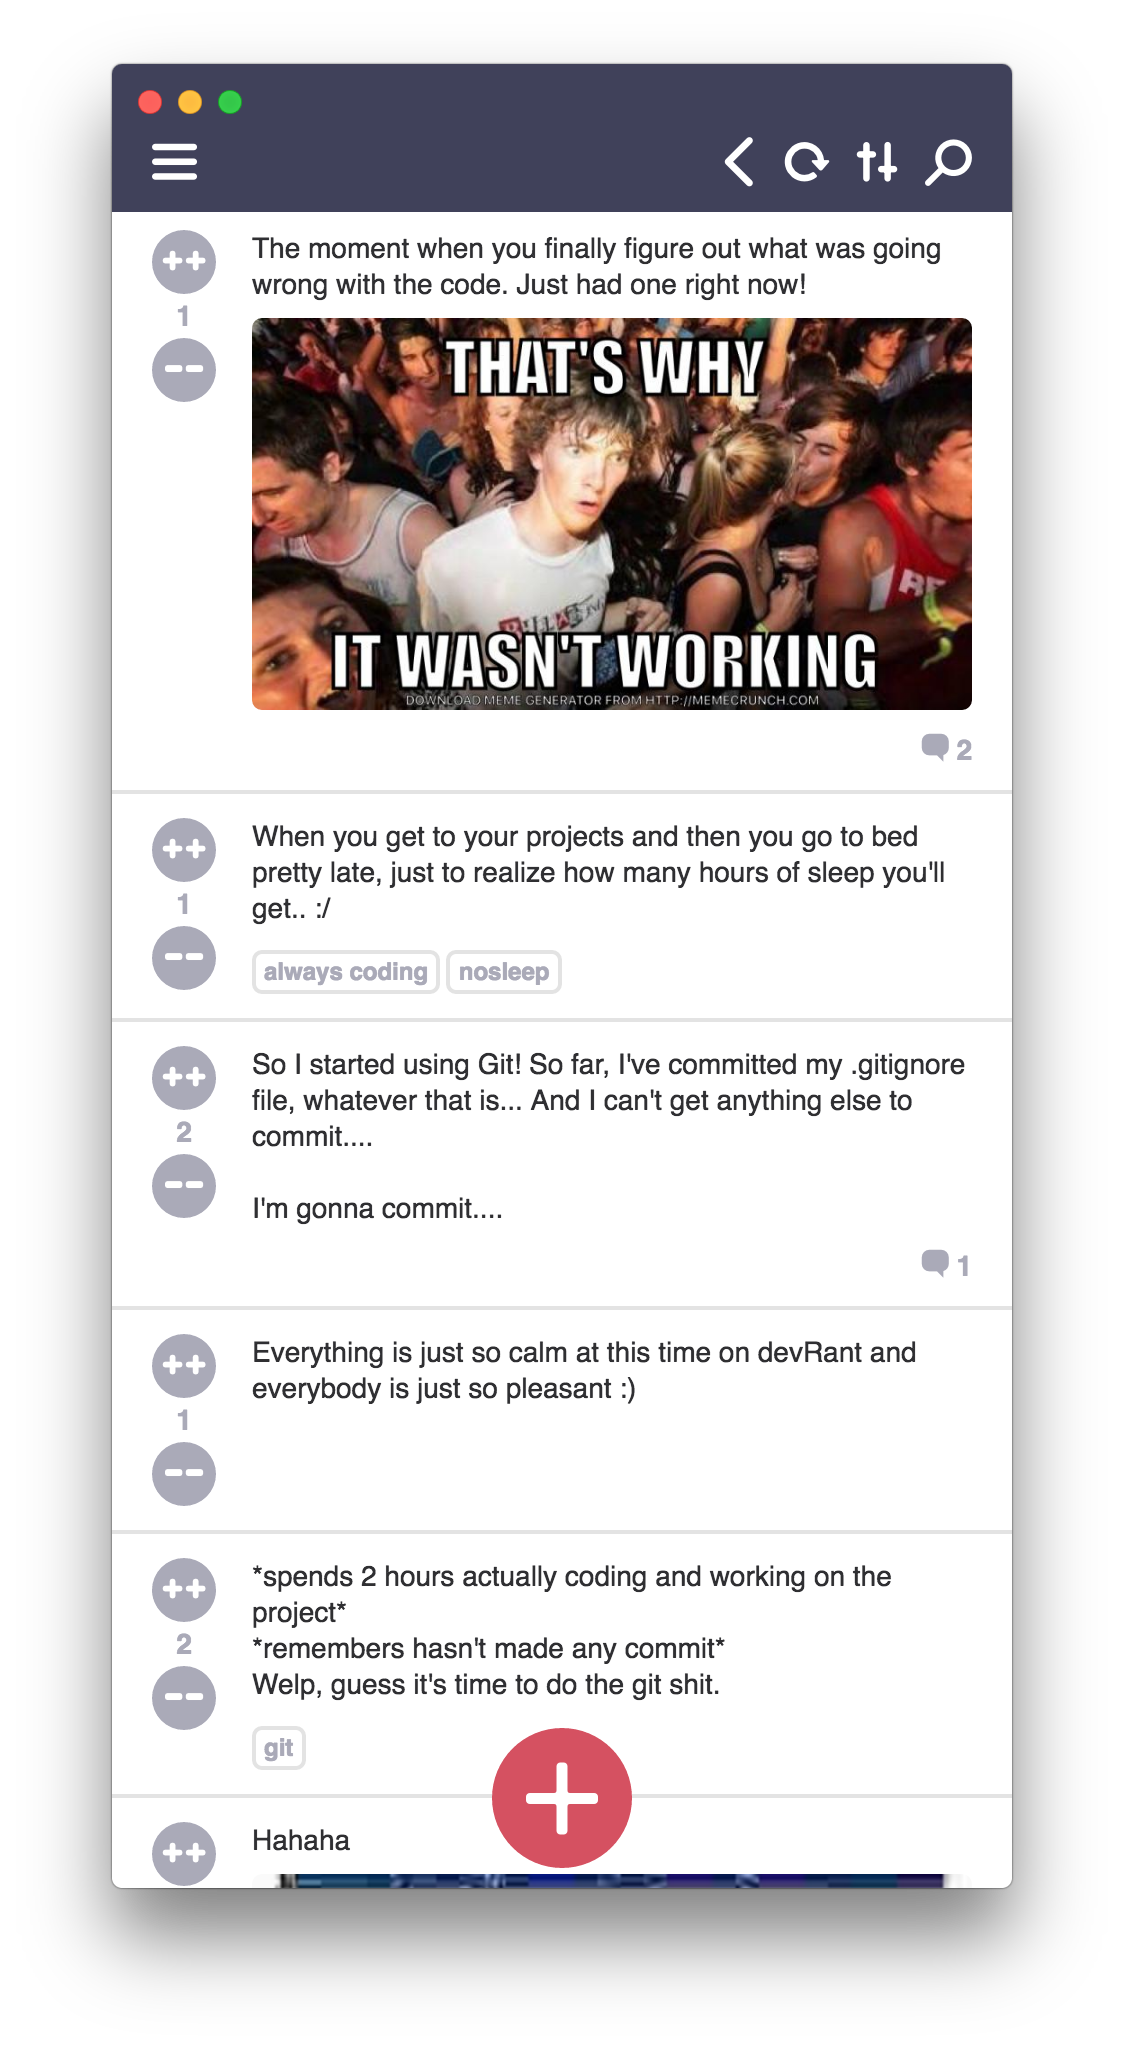 ++
The moment when you finally figure out what was going
wrong with the code. Just had one right now!
1
--
THAT'S WHY
IT WASN'T WORKING
DOWNLOAD MEME GENERATOR FROM HTTP://MEMECRUNCH.COM
2
++
When you get to your projects and then you go to bed
pretty late, just to realize how many hours of sleep you'll
get.. :/
1
--
always coding nosleep
++
So I started using Git! So far, I've committed my .gitignore
file, whatever that is... And I can't get anything else to
commit....
2
--
I'm gonna commit....
1
++
Everything is just so calm at this time on devRant and
everybody is just so pleasant :)
1
--
++
*spends 2 hours actually coding and working on the
project*
*remembers hasn't made any commit*
Welp, guess it's time to do the git shit.
2
--
git
++
Hahaha